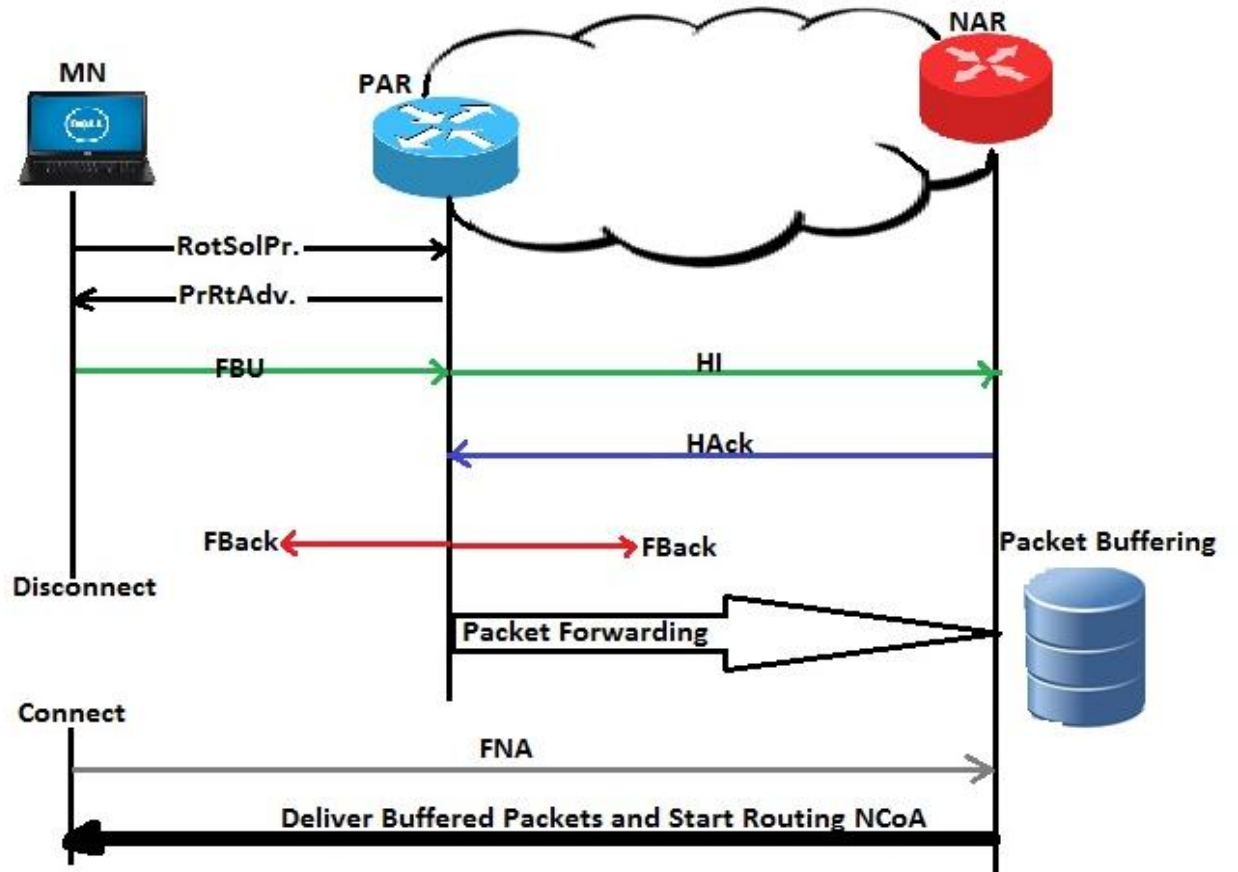 NAR
MN
PAR
DELL
RotSolPr.
PrRtAdv.
FBU
HI
HAck
FBack
FBack
Packet Buffering
Disconnect
Packet Forwarding
Connect
FNA
Deliver Buffered Packets and Start Routing NCoA